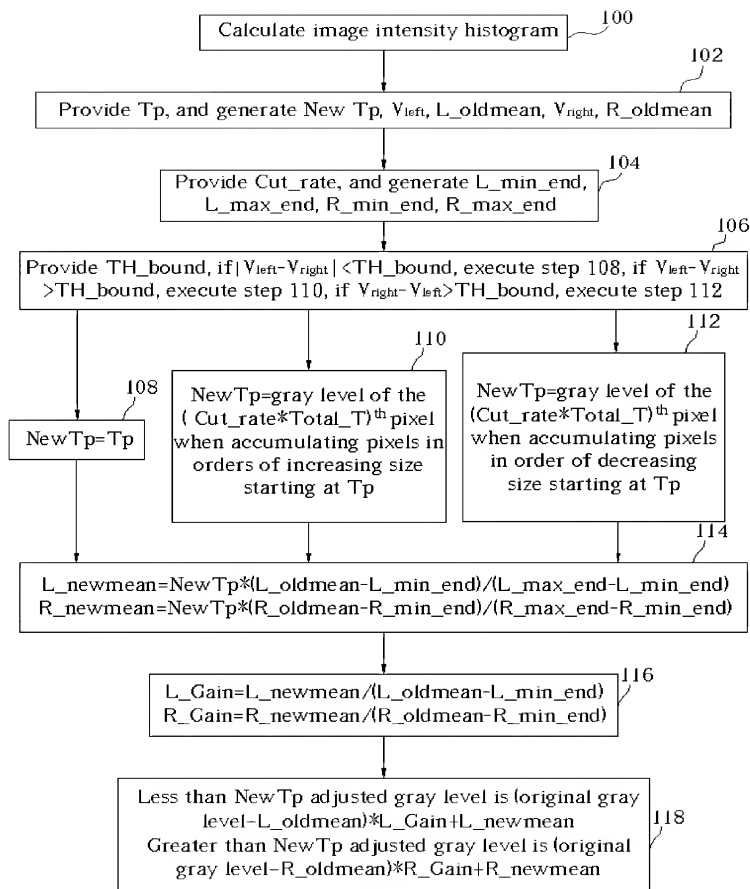 Calculate image intensity histogram
100
102
Provide Tp, and generate New Tp, Vleft, L_oldmean, Vright, R_oldmean
104
Provide Cut_rate, and generate L_min_end,
L_max_end, R_min_end, R_max_end
106
Provide TH_bound, if|Vleft-Vright|<TH_bound, execute step 108, if Vleft-Vright
>TH_bound, execute step 110, if Vright-Vleft>TH_bound, execute step 112
108
NewTp=Tp
110
NewTp=gray level of the
( Cut_rate*Total_T)th pixel
when accumulating pixels in
orders of increasing size
starting at Tp
112
NewTp=gray level of the
(Cut_rate*Total_T)th pixel
when accumulating pixels
in order of decreasing
size starting at Tp
114
L_newmean=NewTp*(L_oldmean-L_min_end)/(L_max_end-L_min_end)
R_newmean=NewTp*(R_oldmean-R_min_end)/(R_max_end-R_min_end)
116
L_Gain=L_newmean/(L_oldmean-L_min_end)
R_Gain=R_newmean/(R_oldmean-R_min_end)
Less than NewTp adjusted gray level is (original gray
level-L_oldmean)*L_Gain+L_newmean
Greater than NewTp adjusted gray level is (original
gray level-R_oldmean)*R_Gain+R_newmean
118